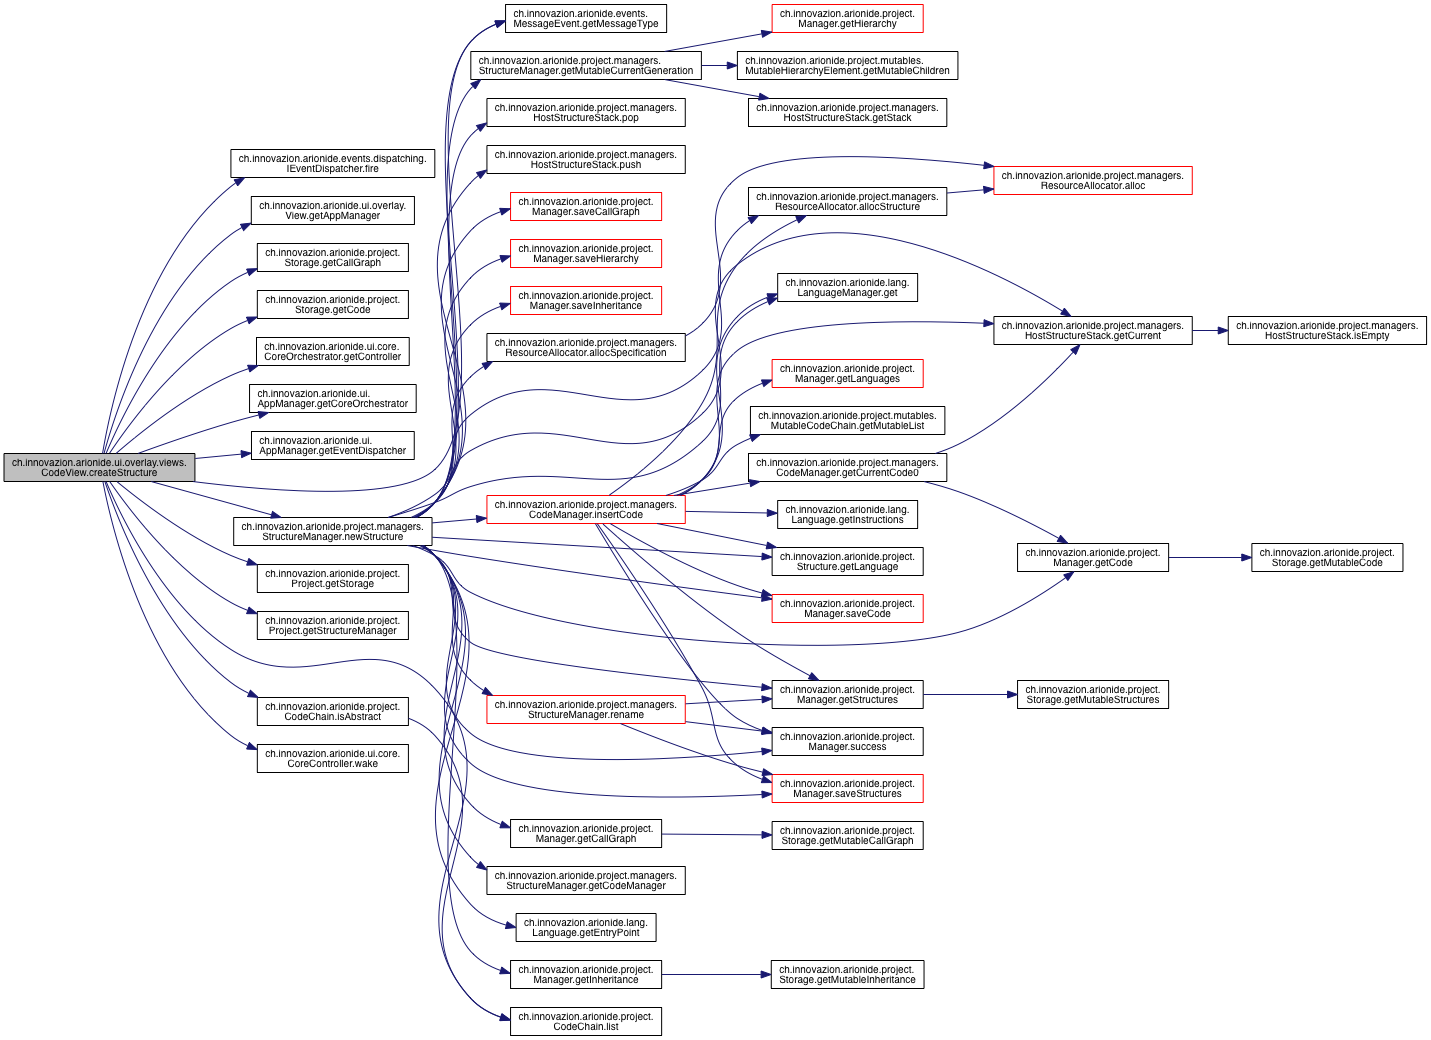 ch.innovazion.arionide.ui.overlay.views.
CodeView.createStructure
ch.innovazion.arionide.events.dispatching.
IEventDispatcher.fire
ch.innovazion.arionide.ui.overlay.
View.getAppManager
ch.innovazion.arionide.project.
Storage.getCallGraph
ch.innovazion.arionide.project.
Storage.getCode
ch.innovazion.arionide.ui.core.
CoreOrchestrator.getController
ch.innovazion.arionide.ui.
AppManager.getCoreOrchestrator
ch.innovazion.arionide.ui.
AppManager.getEventDispatcher
ch.innovazion.arionide.project.managers.
StructureManager.newStructure
ch.innovazion.arionide.project.
Project.getStorage
ch.innovazion.arionide.project.
Project.getStructureManager
ch.innovazion.arionide.project.
CodeChain.isAbstract
ch.innovazion.arionide.ui.core.
CoreController.wake
ch.innovazion.arionide.events.
MessageEvent.getMessageType
ch.innovazion.arionide.project.managers.
StructureManager.getMutableCurrentGeneration
ch.innovazion.arionide.project.managers.
HostStructureStack.pop
ch.innovazion.arionide.project.managers.
HostStructureStack.push
ch.innovazion.arionide.project.
Manager.saveCallGraph
ch.innovazion.arionide.project.
Manager.saveHierarchy
ch.innovazion.arionide.project.
Manager.saveInheritance
ch.innovazion.arionide.project.managers.
ResourceAllocator.allocSpecification
ch.innovazion.arionide.project.managers.
CodeManager.insertCode
ch.innovazion.arionide.project.managers.
StructureManager.rename
ch.innovazion.arionide.project.
Manager.getCallGraph
ch.innovazion.arionide.project.managers.
StructureManager.getCodeManager
ch.innovazion.arionide.lang.
Language.getEntryPoint
ch.innovazion.arionide.project.
Manager.getInheritance
ch.innovazion.arionide.project.
CodeChain.list
ch.innovazion.arionide.project.
Manager.getHierarchy
ch.innovazion.arionide.project.mutables.
MutableHierarchyElement.getMutableChildren
ch.innovazion.arionide.project.managers.
HostStructureStack.getStack
ch.innovazion.arionide.project.managers.
ResourceAllocator.allocStructure
ch.innovazion.arionide.lang.
LanguageManager.get
ch.innovazion.arionide.project.
Manager.getLanguages
ch.innovazion.arionide.project.mutables.
MutableCodeChain.getMutableList
ch.innovazion.arionide.project.managers.
CodeManager.getCurrentCode0
ch.innovazion.arionide.lang.
Language.getInstructions
ch.innovazion.arionide.project.
Structure.getLanguage
ch.innovazion.arionide.project.
Manager.saveCode
ch.innovazion.arionide.project.
Manager.getStructures
ch.innovazion.arionide.project.
Manager.success
ch.innovazion.arionide.project.
Manager.saveStructures
ch.innovazion.arionide.project.
Storage.getMutableCallGraph
ch.innovazion.arionide.project.
Storage.getMutableInheritance
ch.innovazion.arionide.project.managers.
ResourceAllocator.alloc
ch.innovazion.arionide.project.managers.
HostStructureStack.getCurrent
ch.innovazion.arionide.project.
Manager.getCode
ch.innovazion.arionide.project.
Storage.getMutableStructures
ch.innovazion.arionide.project.managers.
HostStructureStack.isEmpty
ch.innovazion.arionide.project.
Storage.getMutableCode